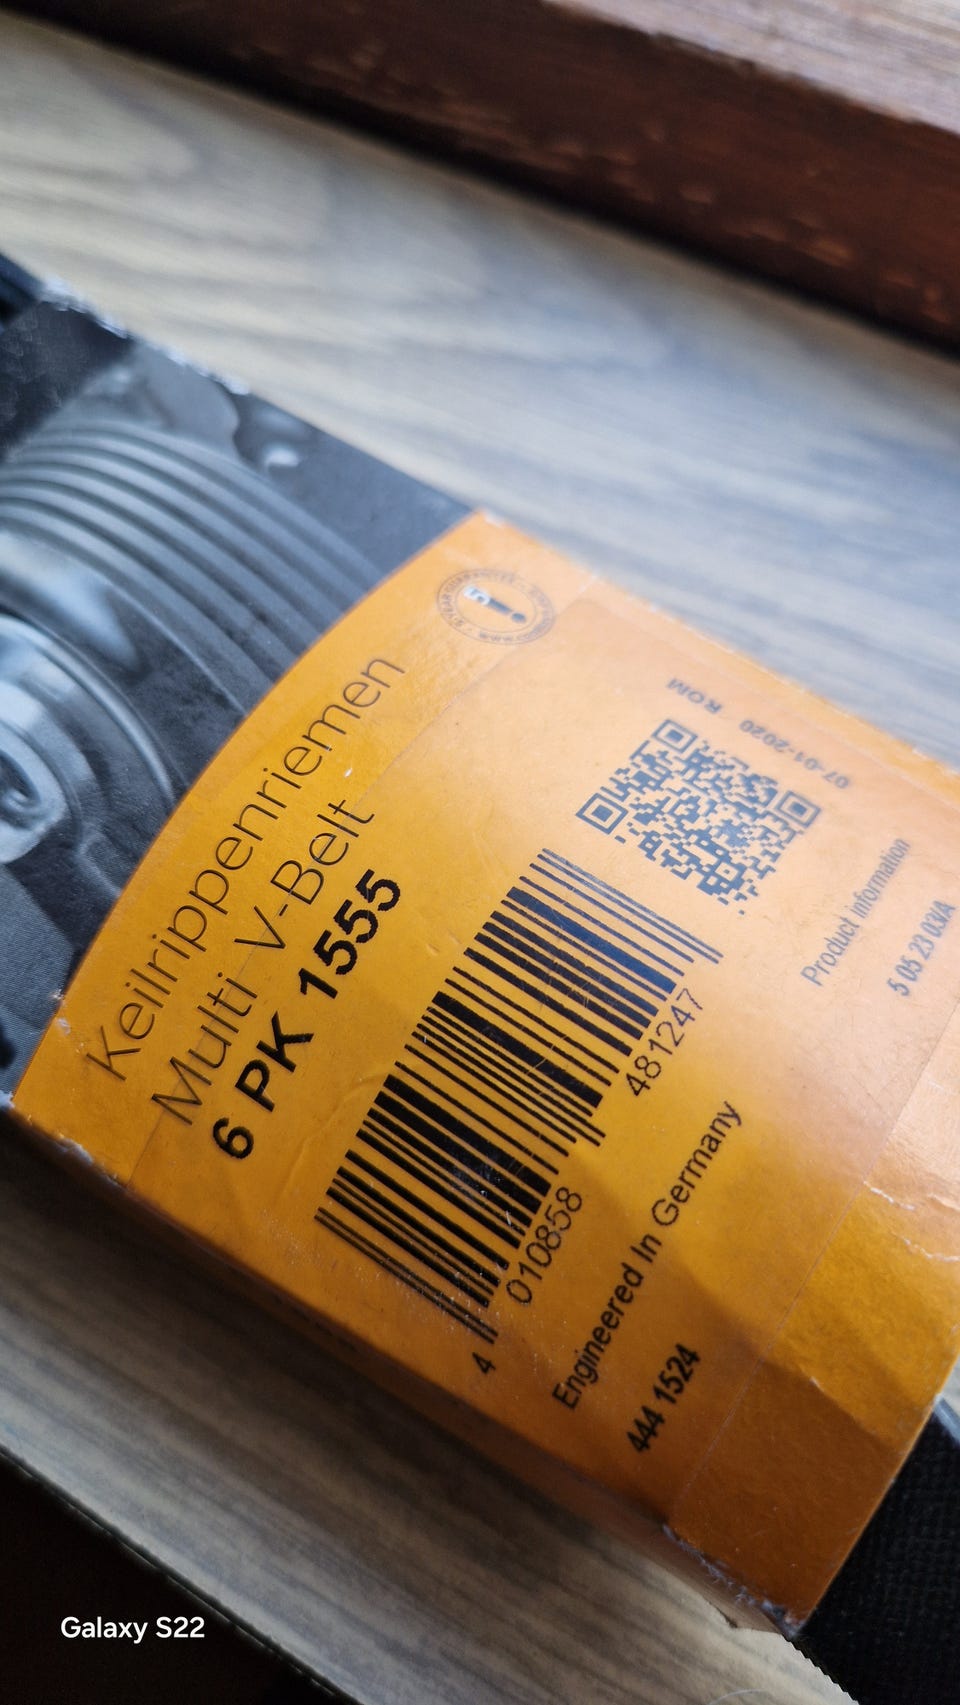 Keilrippenriemen
Multi V-Belt
6 PK 1555
4 010858 481247
Engineered In Germany
444 1524
07-01-2020 ROM
Product information
5 05 23 03WA
Galaxy S22